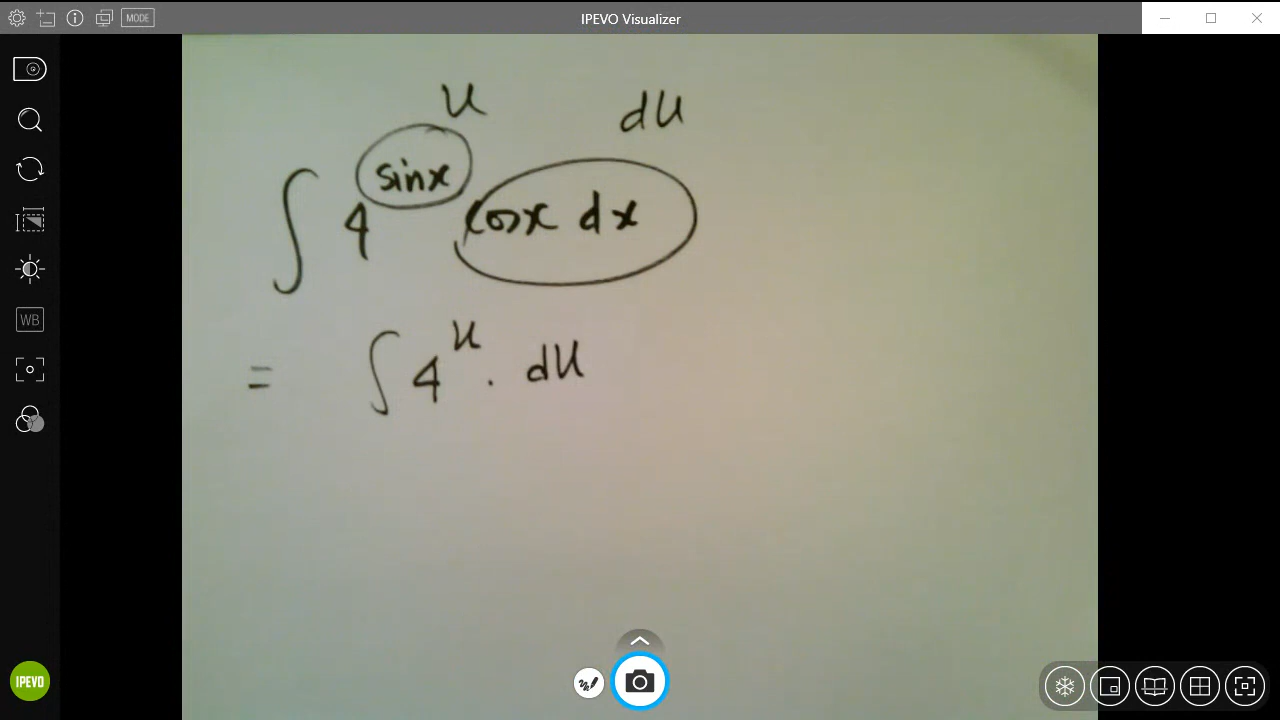 MODE
IPEVO Visualizer
u du
∫ 4^sinx cosx dx
= ∫ 4^u . du
WB
IPEVO